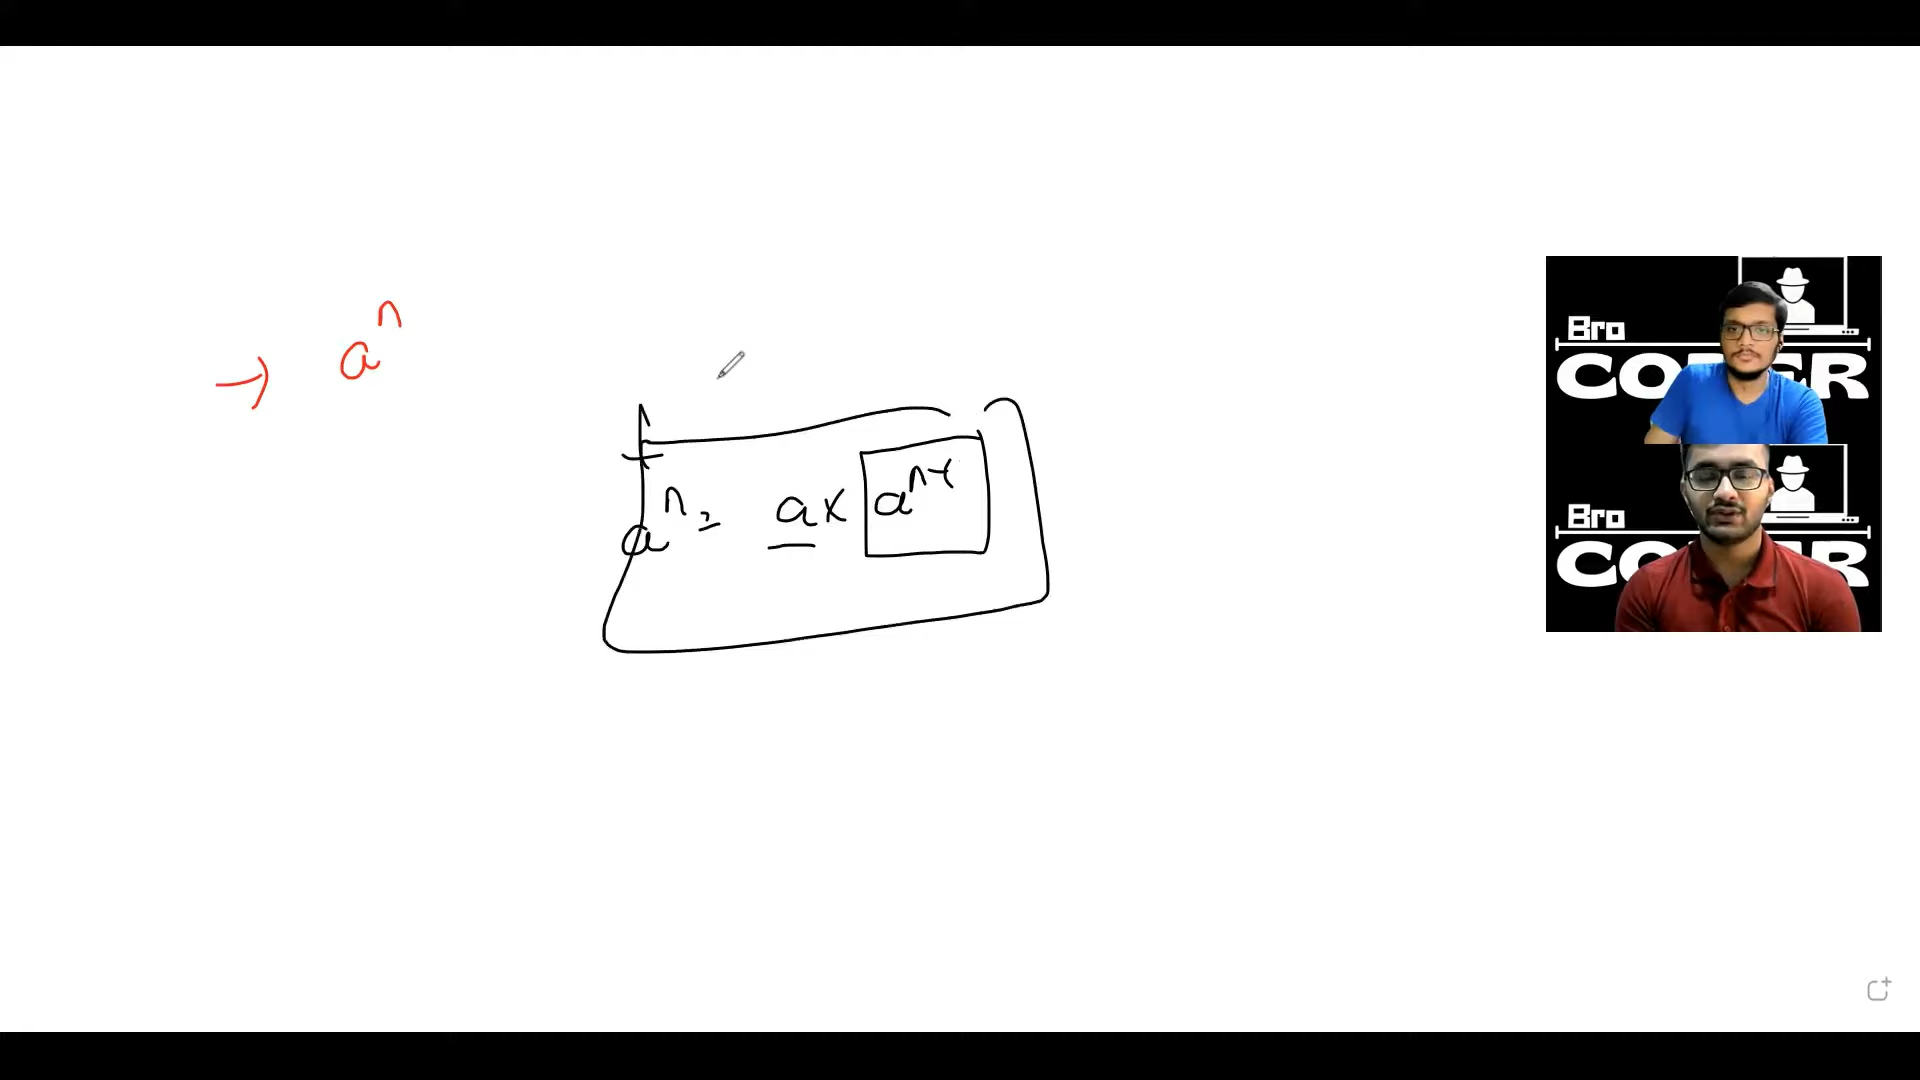 → aⁿ
aⁿ = a × aⁿ⁻¹
Bro
CODER
Bro
CODER